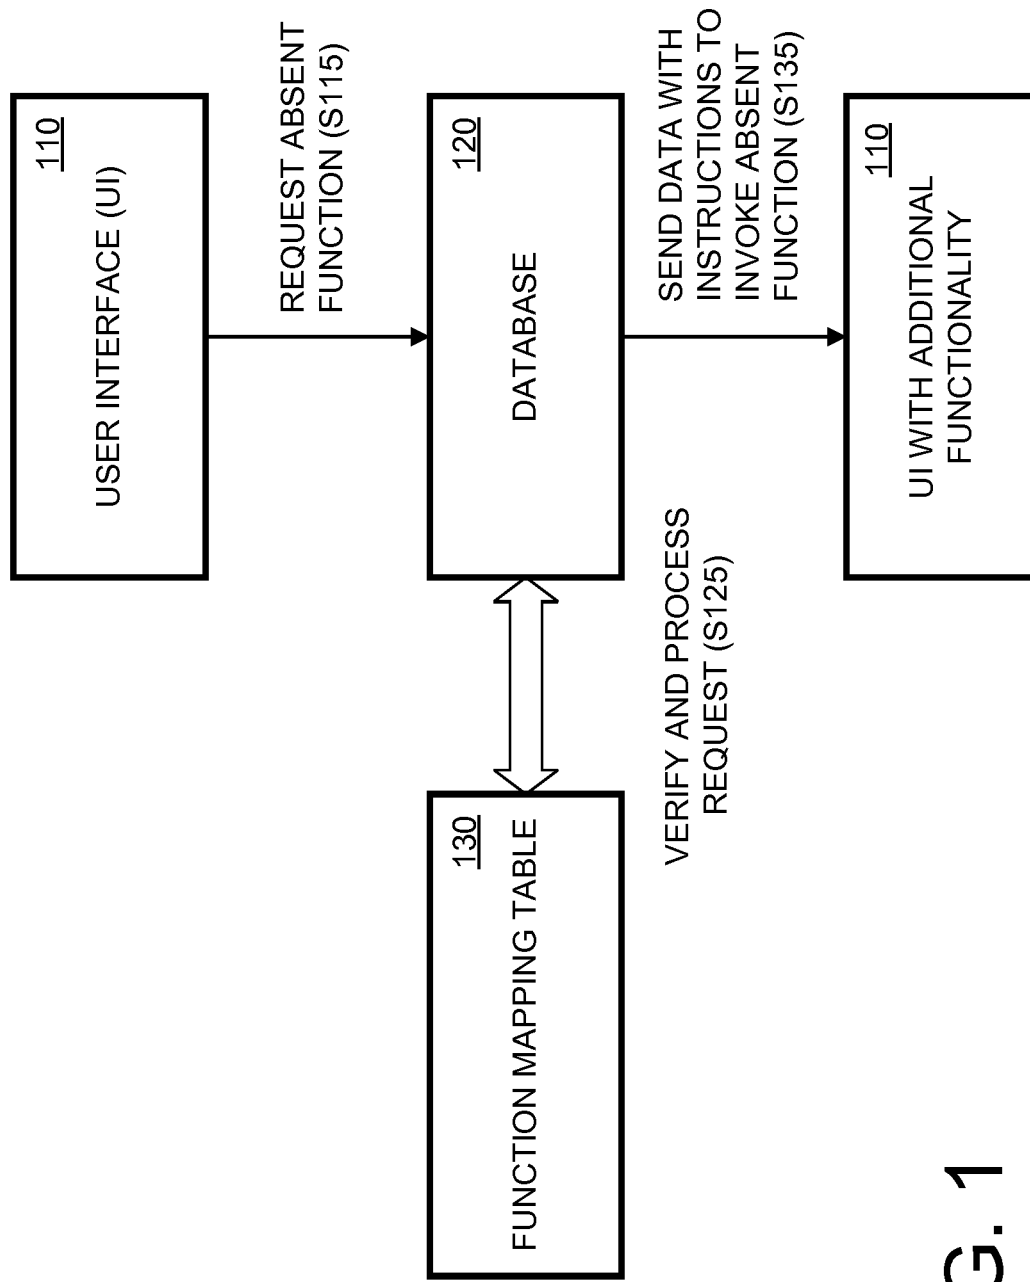 110
USER INTERFACE (UI)
REQUEST ABSENT
FUNCTION (S115)
120
DATABASE
130
FUNCTION MAPPING TABLE
VERIFY AND PROCESS
REQUEST (S125)
SEND DATA WITH
INSTRUCTIONS TO
INVOKE ABSENT
FUNCTION (S135)
110
UI WITH ADDITIONAL
FUNCTIONALITY
G. 1